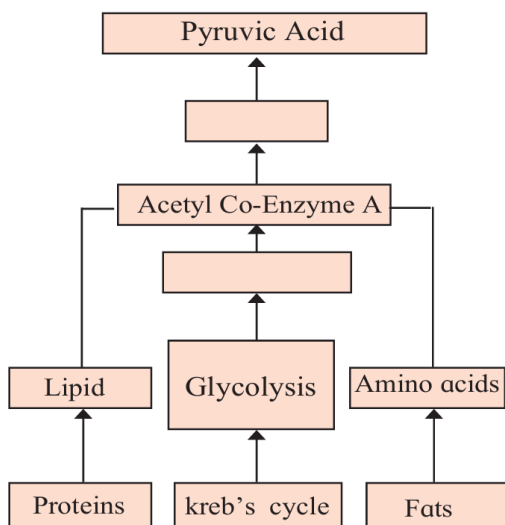 Pyruvic Acid
Acetyl Co-Enzyme A
Lipid
Glycolysis
Amino acids
Proteins
kreb's cycle
Fats